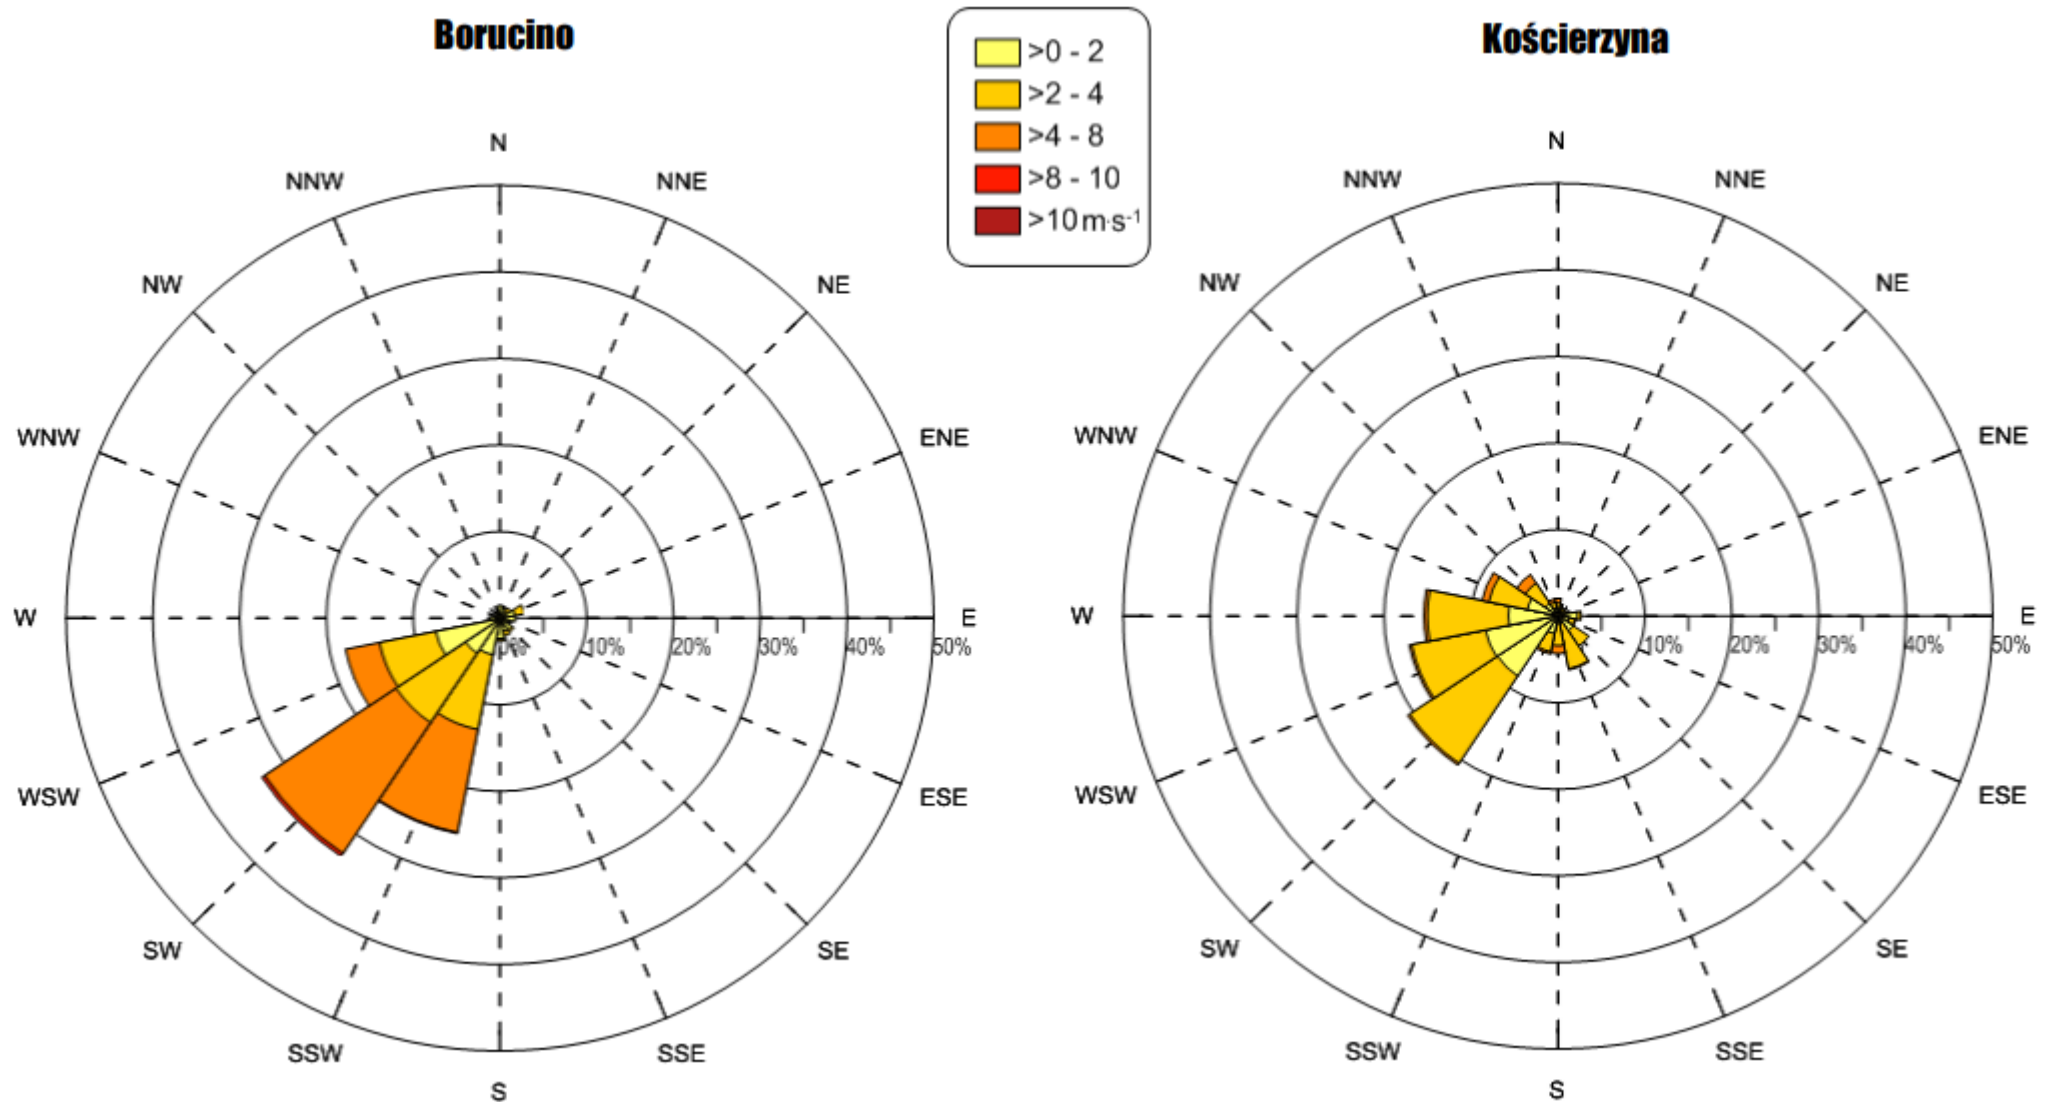 Borucino
>0 - 2
>2 - 4
>4 - 8
>8 - 10
>10 m·s⁻¹
Kościerzyna
N
NNE
NE
ENE
E
ESE
SE
SSE
S
SSW
SW
WSW
W
WNW
NW
NNW
0%
10%
20%
30%
40%
50%
N
NNE
NE
ENE
E
ESE
SE
SSE
S
SSW
SW
WSW
W
WNW
NW
NNW
10%
20%
30%
40%
50%